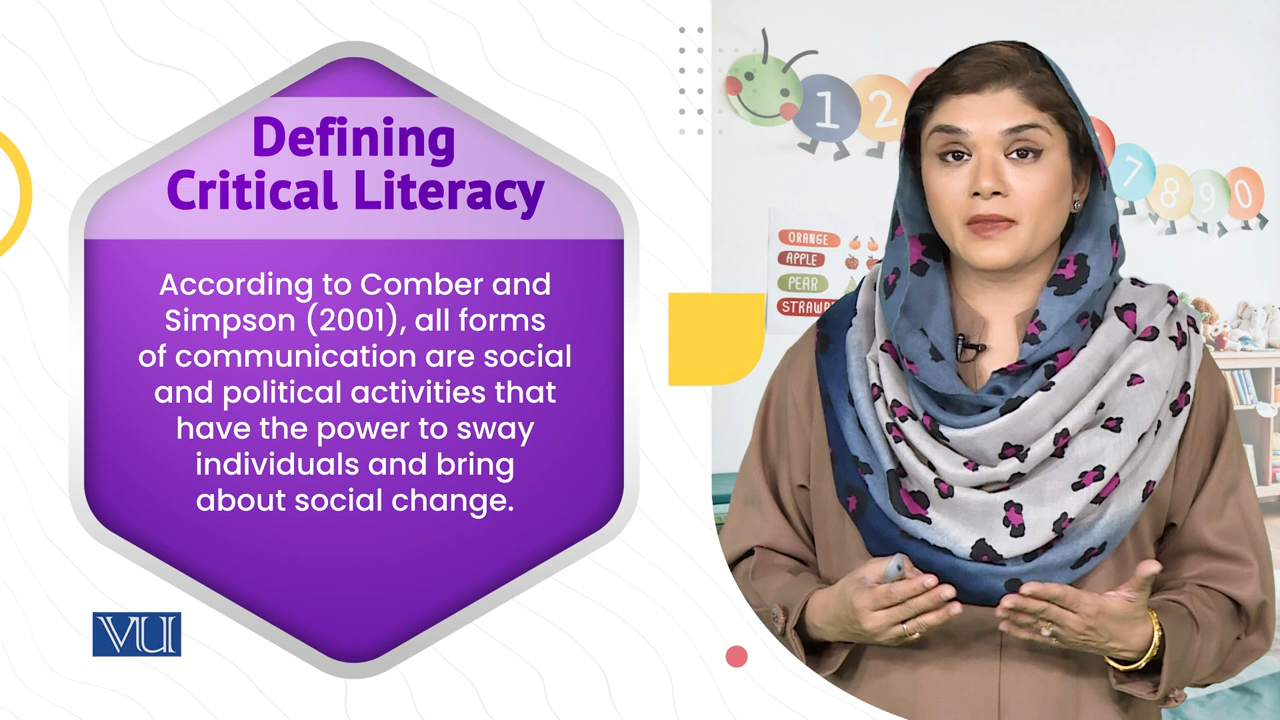 Defining
Critical Literacy
According to Comber and
Simpson (2001), all forms
of communication are social
and political activities that
have the power to sway
individuals and bring
about social change.
VU
1 2
7 8 9 0
ORANGE
APPLE
PEAR